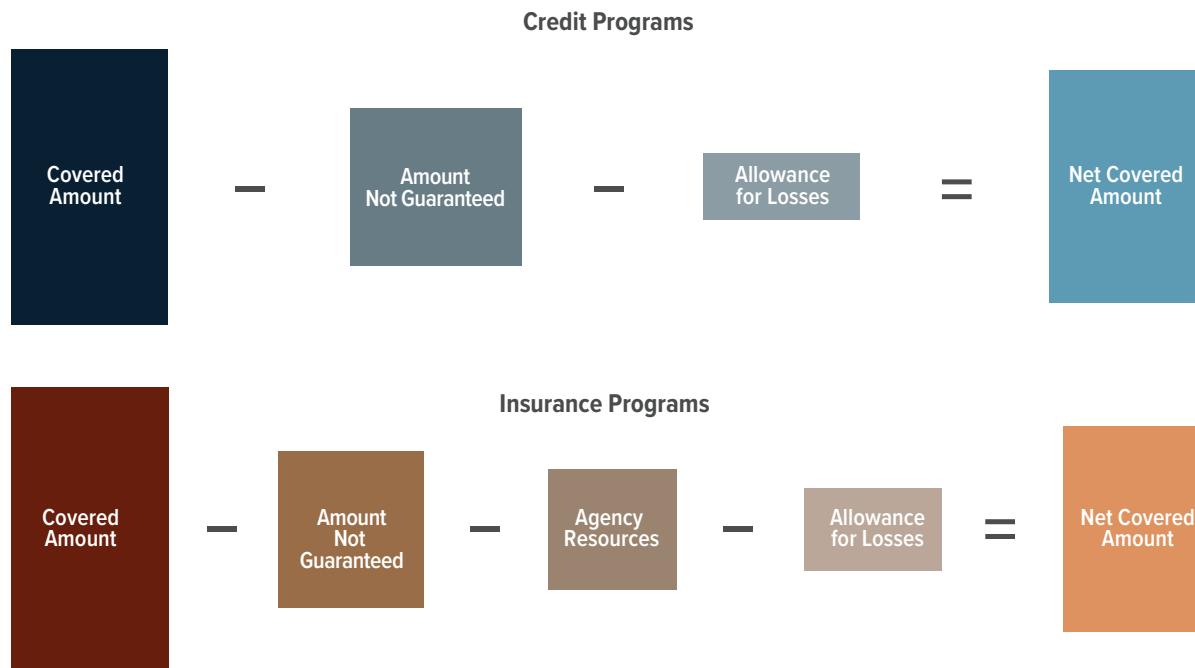 Credit Programs
Covered
Amount
Amount
Not Guaranteed
Allowance
for Losses
Net Covered
Amount
Insurance Programs
Covered
Amount
Amount
Not
Guaranteed
Agency
Resources
Allowance
for Losses
Net Covered
Amount